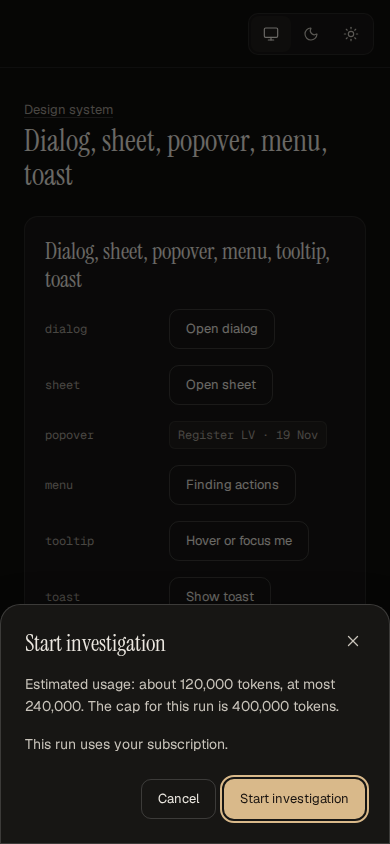 Design system
Dialog, sheet, popover, menu,
toast
Dialog, sheet, popover, menu, tooltip,
toast
dialog
Open dialog
sheet
Open sheet
popover
Register LV · 19 Nov
menu
Finding actions
tooltip
Hover or focus me
toast
Show toast
Start investigation
Estimated usage: about 120,000 tokens, at most
240,000. The cap for this run is 400,000 tokens.
This run uses your subscription.
Cancel
Start investigation